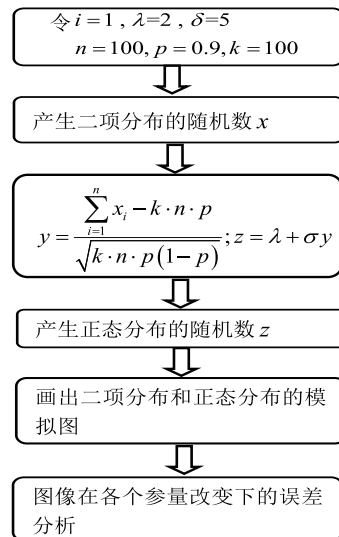 令 i = 1 , λ=2 , δ=5
n = 100, p = 0.9, k = 100
产生二项分布的随机数 x
y = \frac{\sum_{i=1}^{n} x_i - k·n·p}{\sqrt{k·n·p(1-p)}}; z = λ + σy
产生正态分布的随机数 z
画出二项分布和正态分布的模
拟图
图像在各个参量改变下的误差
分析